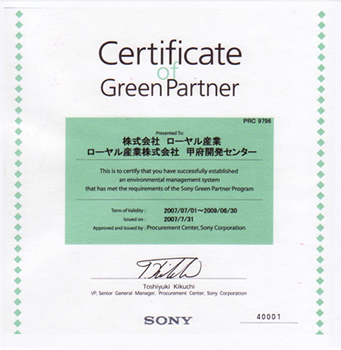 Certificate
of
Green Partner
PRC 9796
Presented To:
株式会社 ローヤル産業
ローヤル産業株式会社 甲府開発センター
This is to certify that you have successfully established
an environmental management system
that has met the requirements of the Sony Green Partner Program
Term of Validity : 2007/07/01～2009/06/30
Issued on : 2007/7/31
Approved and Issued by : Procurement Center, Sony Corporation
Toshiyuki Kikuchi
VP, Senior General Manager, Procurement Center, Sony Corporation
SONY
40001